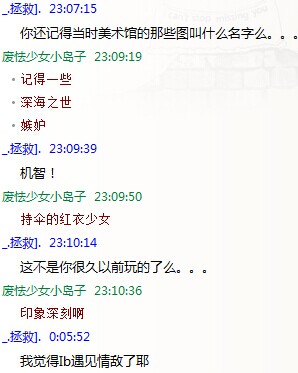 _.拯救]. 23:07:15
你还记得当时美术馆的那些图叫什么名字么。。。
废怯少女小岛子 23:09:19
· 记得一些
· 深海之世
· 嫉妒
_.拯救]. 23:09:39
机智！
废怯少女小岛子 23:09:50
持伞的红衣少女
_.拯救]. 23:10:14
这不是你很久以前玩的了么。。。
废怯少女小岛子 23:10:36
印象深刻啊
_.拯救]. 0:05:52
我觉得Ib遇见情敌了耶